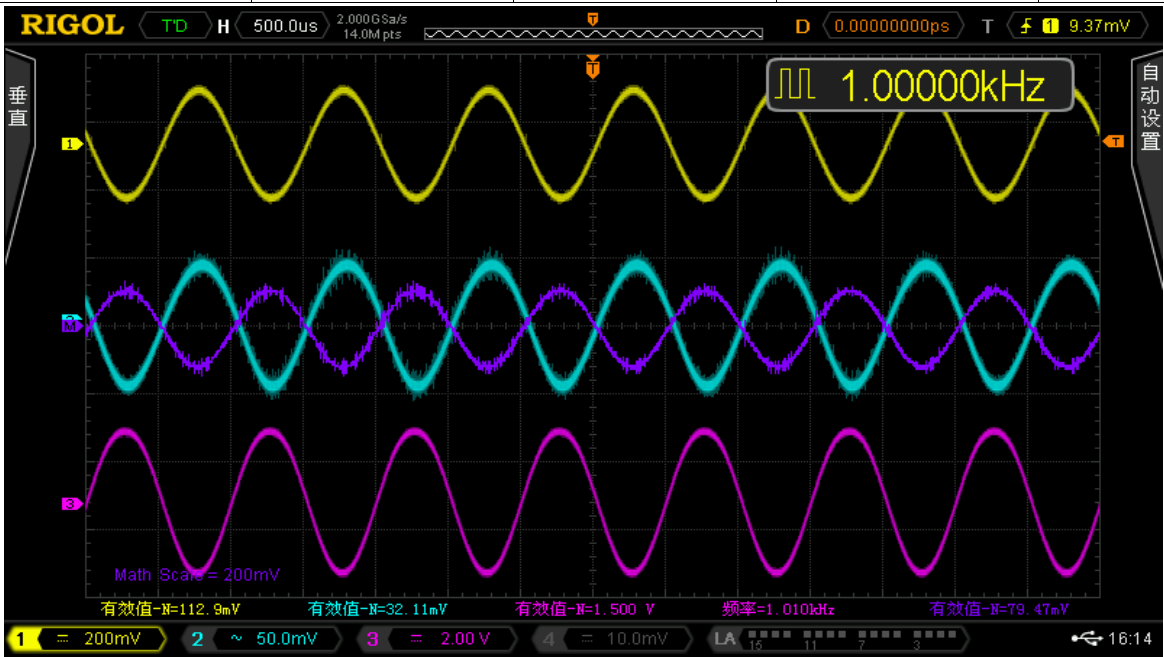 RIGOL T'D H 500.0us 2.000GSa/s 14.0Mpts T D 0.00000000ps T 1 9.37mV
T
1.00000kHz
垂直
自动设置
1
T
2
M
3
Math Scale = 200mV
有效值-N=112.9mV 有效值-N=32.11mV 有效值-N=1.500 V 频率=1.010kHz 有效值-N=79.47mV
1 = 200mV 2 ~ 50.0mV 3 = 2.00 V 4 = 10.0mV LA 15 11 7 3 16:14